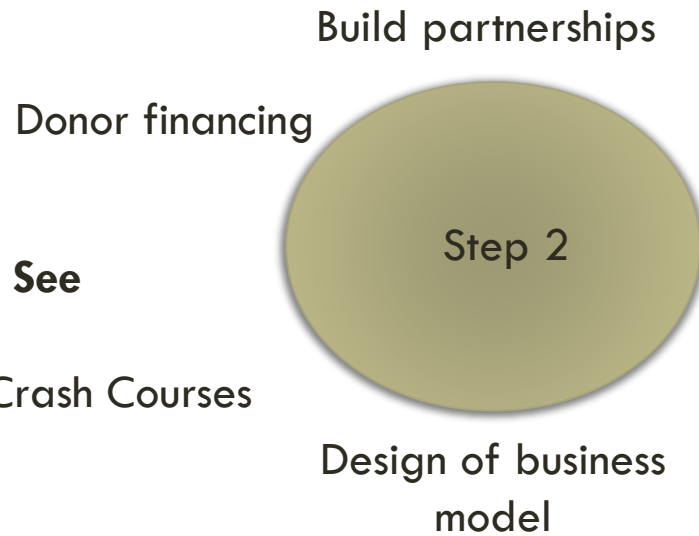 Build partnerships
Donor financing
Step 2
See
Crash Courses
Design of business
model